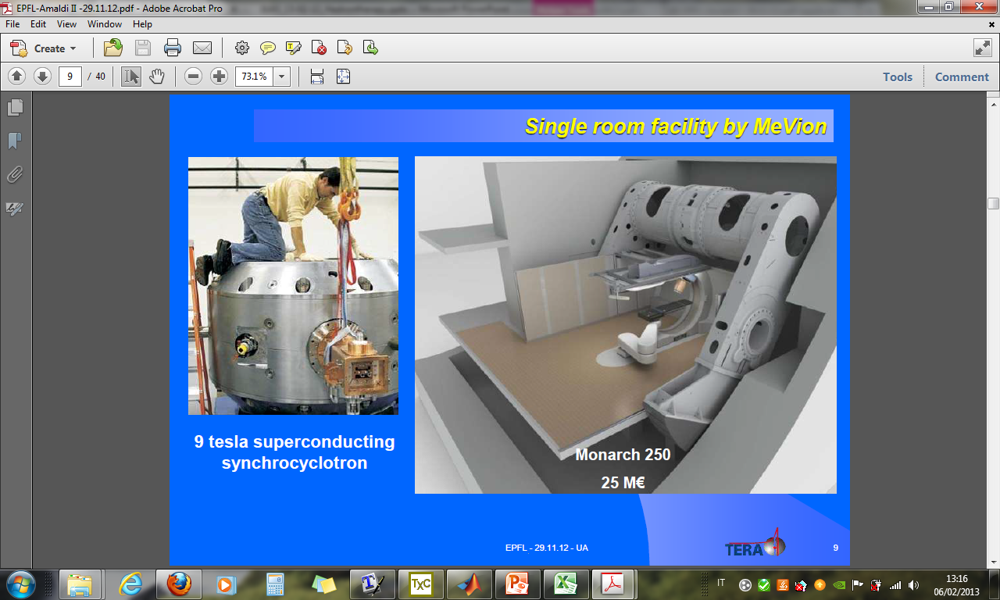 EPFL-Amaldi II -29.11.12.pdf - Adobe Acrobat Pro
File Edit View Window Help
Create
9 / 40
73.1%
Tools Comment
Single room facility by MeVion
9 tesla superconducting
synchrocyclotron
Monarch 250
25 M€
EPFL - 29.11.12 - UA
TERA
9
TXC
IT
13:16
06/02/2013